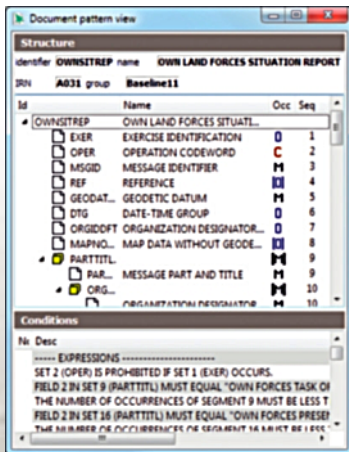 Document pattern view
Structure
identifier OWNSITREP name OWN LAND FORCES SITUATION REPORT
IRN A031 group Baseline11
Id Name Occ Seq
OWNSITREP OWN LAND FORCES SITUATI...
EXER EXERCISE IDENTIFICATION O 1
OPER OPERATION CODEWORD C 2
MSGID MESSAGE IDENTIFIER M 3
REF REFERENCE [O] 4
GEODAT... GEODETIC DATUM M 5
DTG DATE-TIME GROUP O 6
ORGIDDFT ORGANIZATION DESIGNATOR... O 7
MAPNO... MAP DATA WITHOUT GEODE... [O] 8
PARTTITL. [M] 9
PAR... MESSAGE PART AND TITLE M 9
ORG... [M] 10
ORGANIZATION DESIGNATOR M 10
Conditions
Nu Desc
----- EXPRESSIONS ----------------------
SET 2 (OPER) IS PROHIBITED IF SET 1 (EXER) OCCURS.
FIELD 2 IN SET 9 (PARTTITL) MUST EQUAL "OWN FORCES TASK OF
THE NUMBER OF OCCURRENCES OF SEGMENT 9 MUST BE LESS T
FIELD 2 IN SET 16 (PARTTITL) MUST EQUAL "OWN FORCES PRESEN
THE NUMBER OF OCCURRENCES OF SEGMENT 16 MUST BE LESS